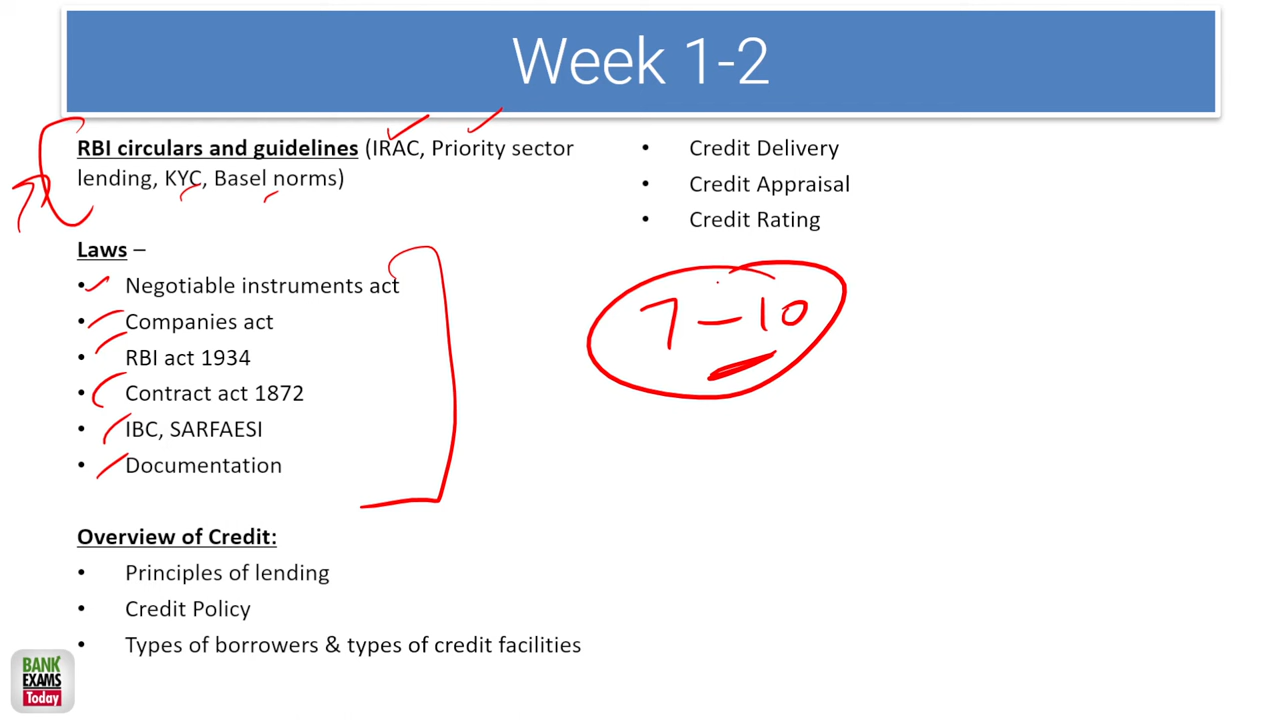 Week 1-2
RBI circulars and guidelines (IRAC, Priority sector
lending, KYC, Basel norms)
Laws –
• Negotiable instruments act
• Companies act
• RBI act 1934
• Contract act 1872
• IBC, SARFAESI
• Documentation
Overview of Credit:
• Principles of lending
• Credit Policy
• Types of borrowers & types of credit facilities
• Credit Delivery
• Credit Appraisal
• Credit Rating
7-10
BANK
EXAMS
Today